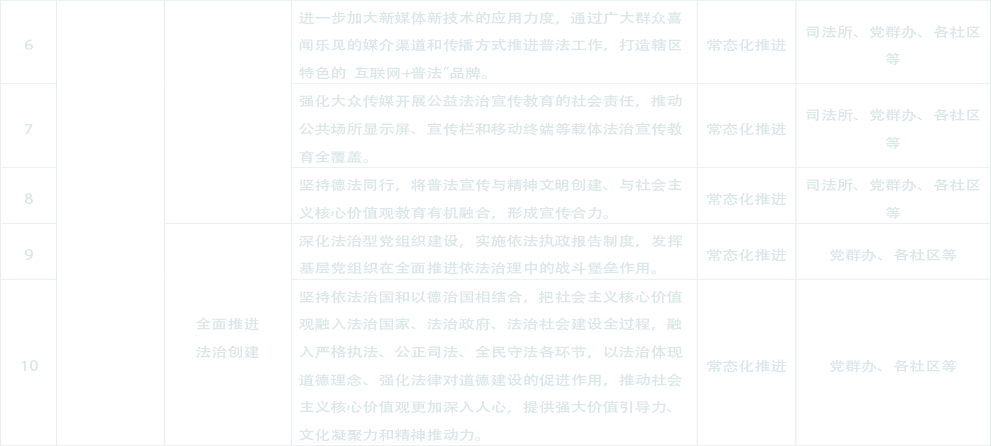 6
进一步加大新媒体新技术的应用力度，通过广大群众喜
闻乐见的媒介渠道和传播方式推进普法工作，打造辖区
特色的 互联网+普法”品牌。
常态化推进
司法所、党群办、各社区
等
7
强化大众传媒开展公益法治宣传教育的社会责任，推动
公共场所显示屏、宣传栏和移动终端等载体法治宣传教
育全覆盖。
常态化推进
司法所、党群办、各社区
等
8
坚持德法同行，将普法宣传与精神文明创建、与社会主
义核心价值观教育有机融合，形成宣传合力。
常态化推进
司法所、党群办、各社区
等
全面推进
法治创建
9
深化法治型党组织建设，实施依法执政报告制度，发挥
基层党组织在全面推进依法治理中的战斗堡垒作用。
常态化推进
党群办、各社区等
10
坚持依法治国和以德治国相结合，把社会主义核心价值
观融入法治国家、法治政府、法治社会建设全过程，融
入严格执法、公正司法、全民守法各环节，以法治体现
道德理念、强化法律对道德建设的促进作用，推动社会
主义核心价值观更加深入人心，提供强大价值引导力、
文化凝聚力和精神推动力。
常态化推进
党群办、各社区等